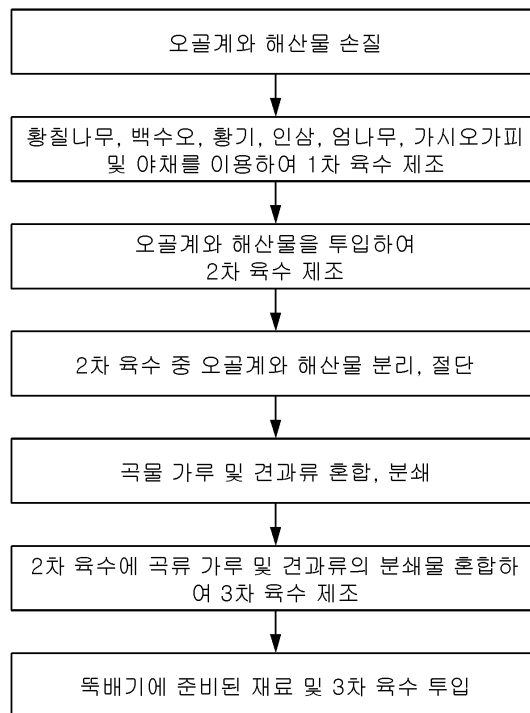 오골계와 해산물 손질
황칠나무, 백수오, 황기, 인삼, 엄나무, 가시오가피
및 야채를 이용하여 1차 육수 제조
오골계와 해산물을 투입하여
2차 육수 제조
2차 육수 중 오골계와 해산물 분리, 절단
곡물 가루 및 견과류 혼합, 분쇄
2차 육수에 곡류 가루 및 견과류의 분쇄물 혼합하
여 3차 육수 제조
뚝배기에 준비된 재료 및 3차 육수 투입